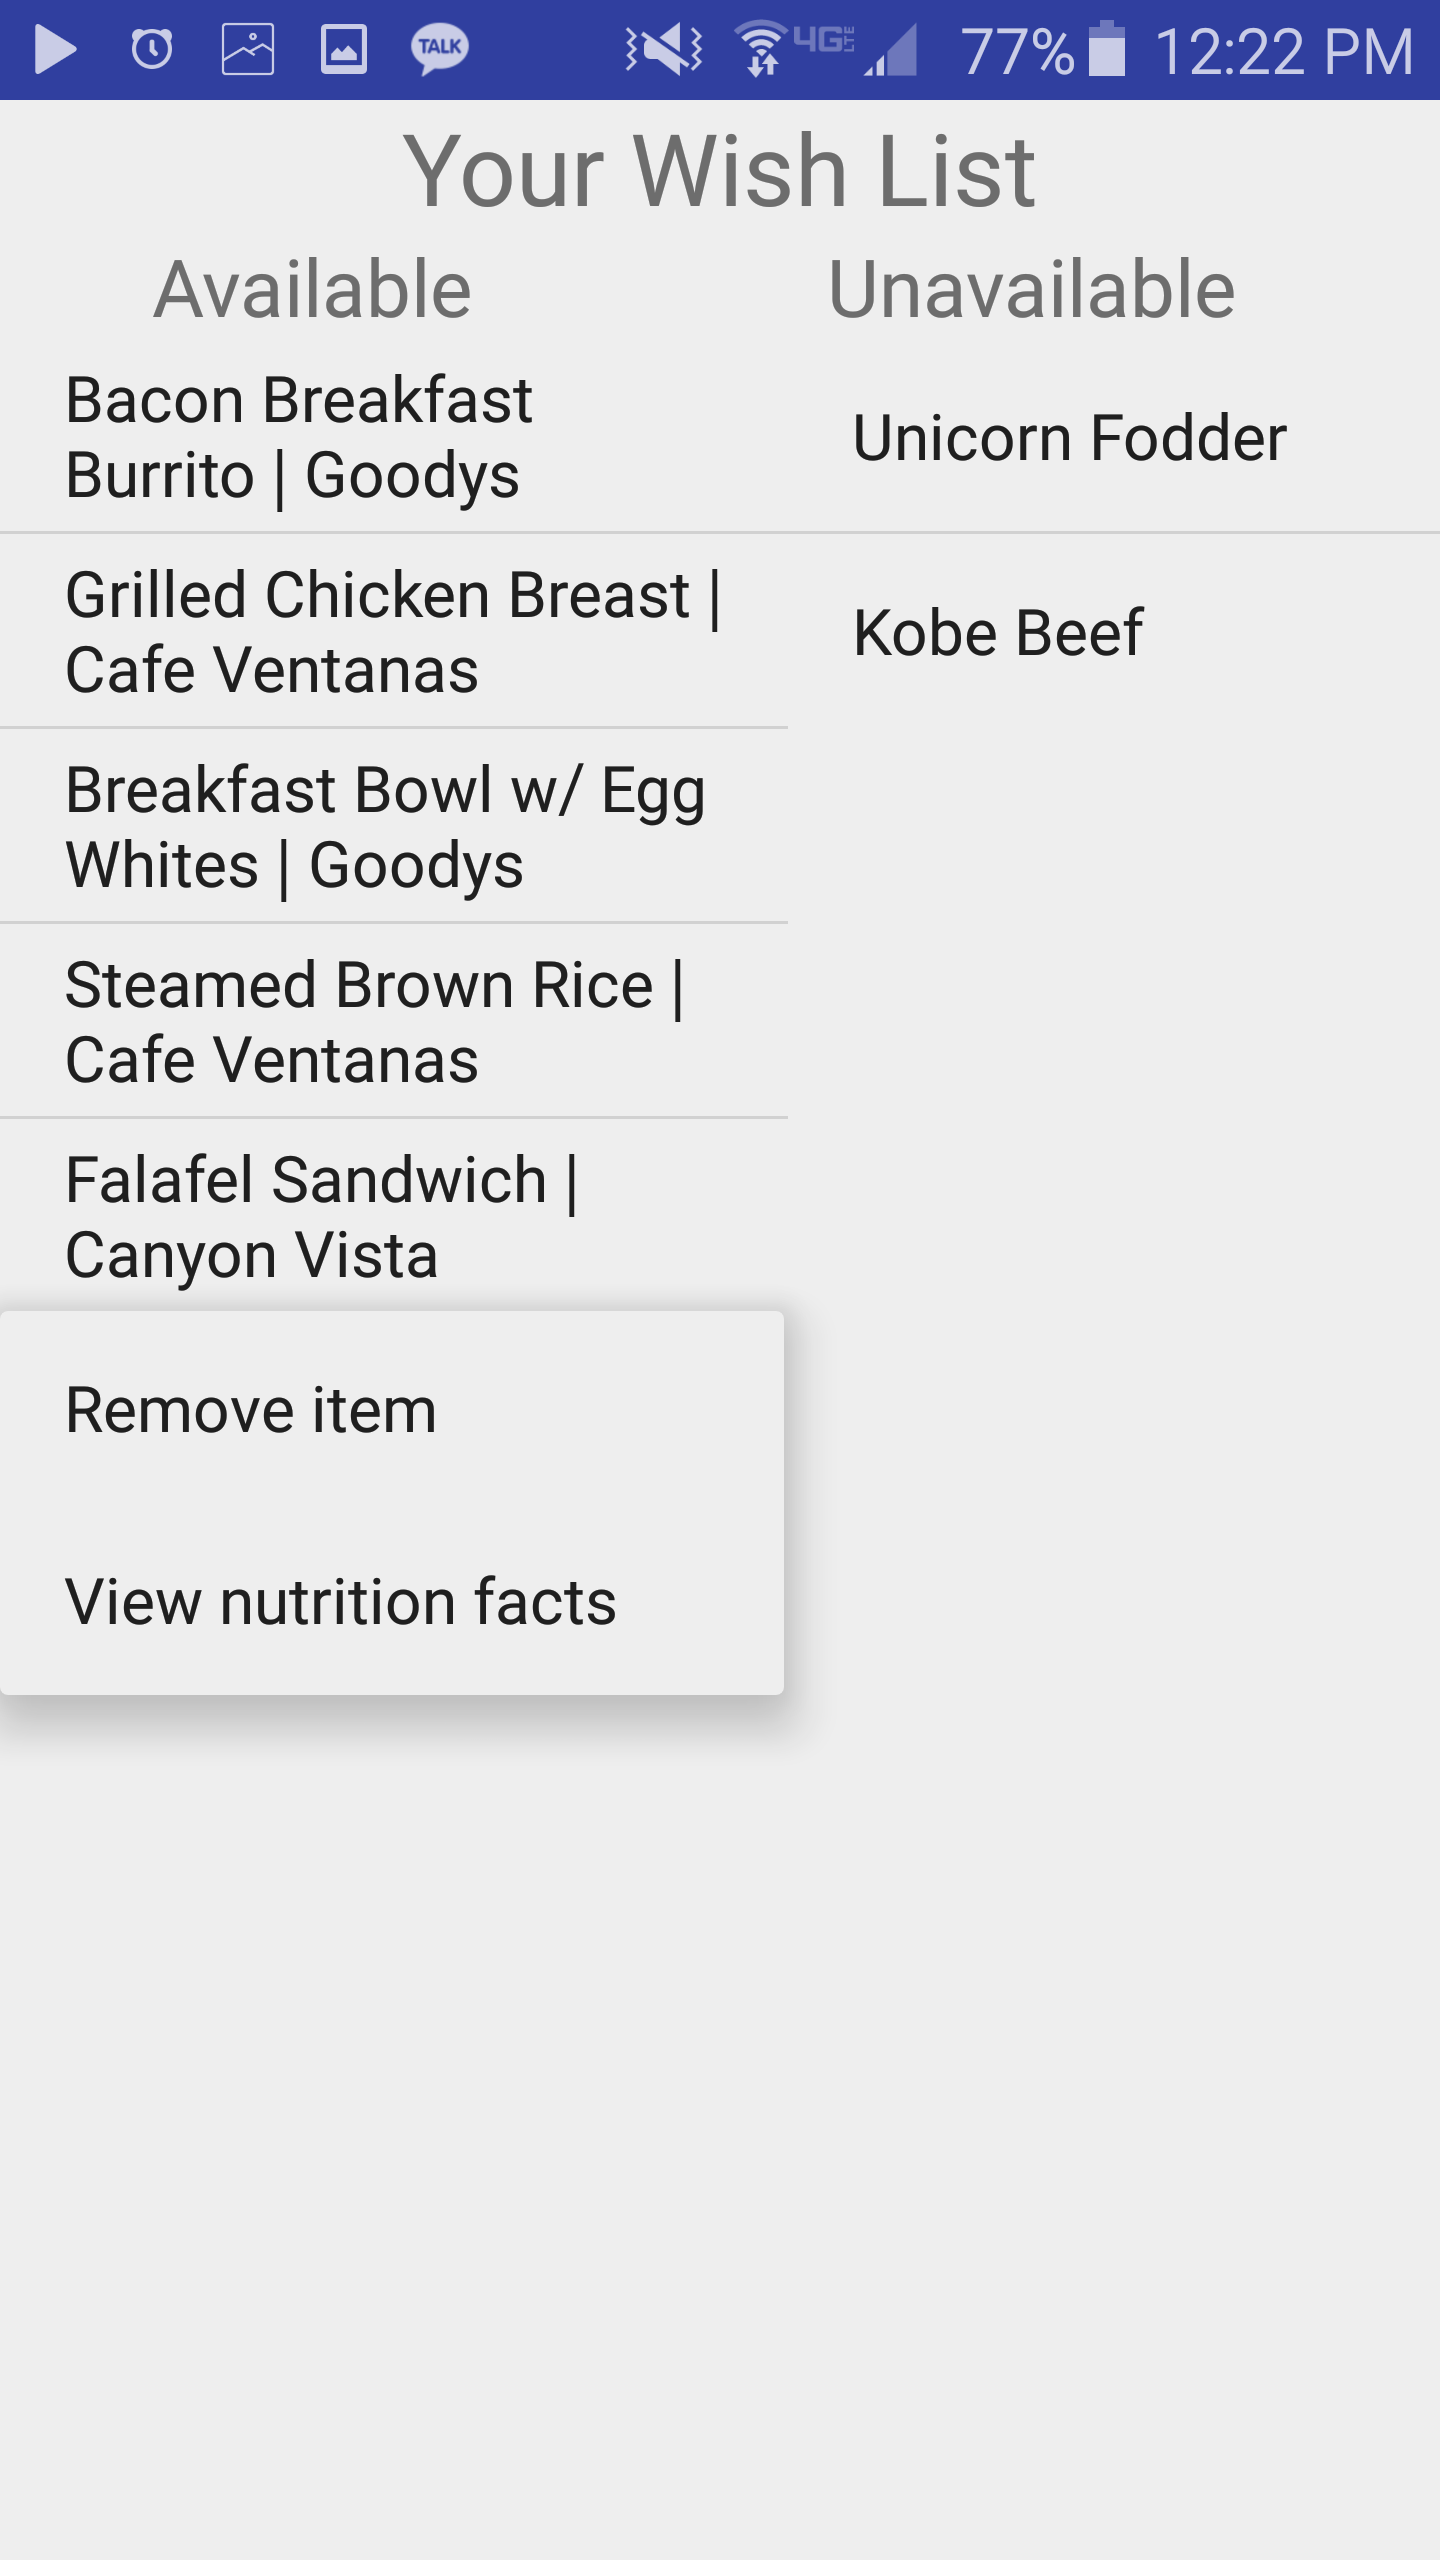 TALK 4G LTE 77% 12:22 PM
Your Wish List
Available
Unavailable
Bacon Breakfast
Burrito | Goodys
Unicorn Fodder
Grilled Chicken Breast |
Cafe Ventanas
Kobe Beef
Breakfast Bowl w/ Egg
Whites | Goodys
Steamed Brown Rice |
Cafe Ventanas
Falafel Sandwich |
Canyon Vista
Remove item
View nutrition facts